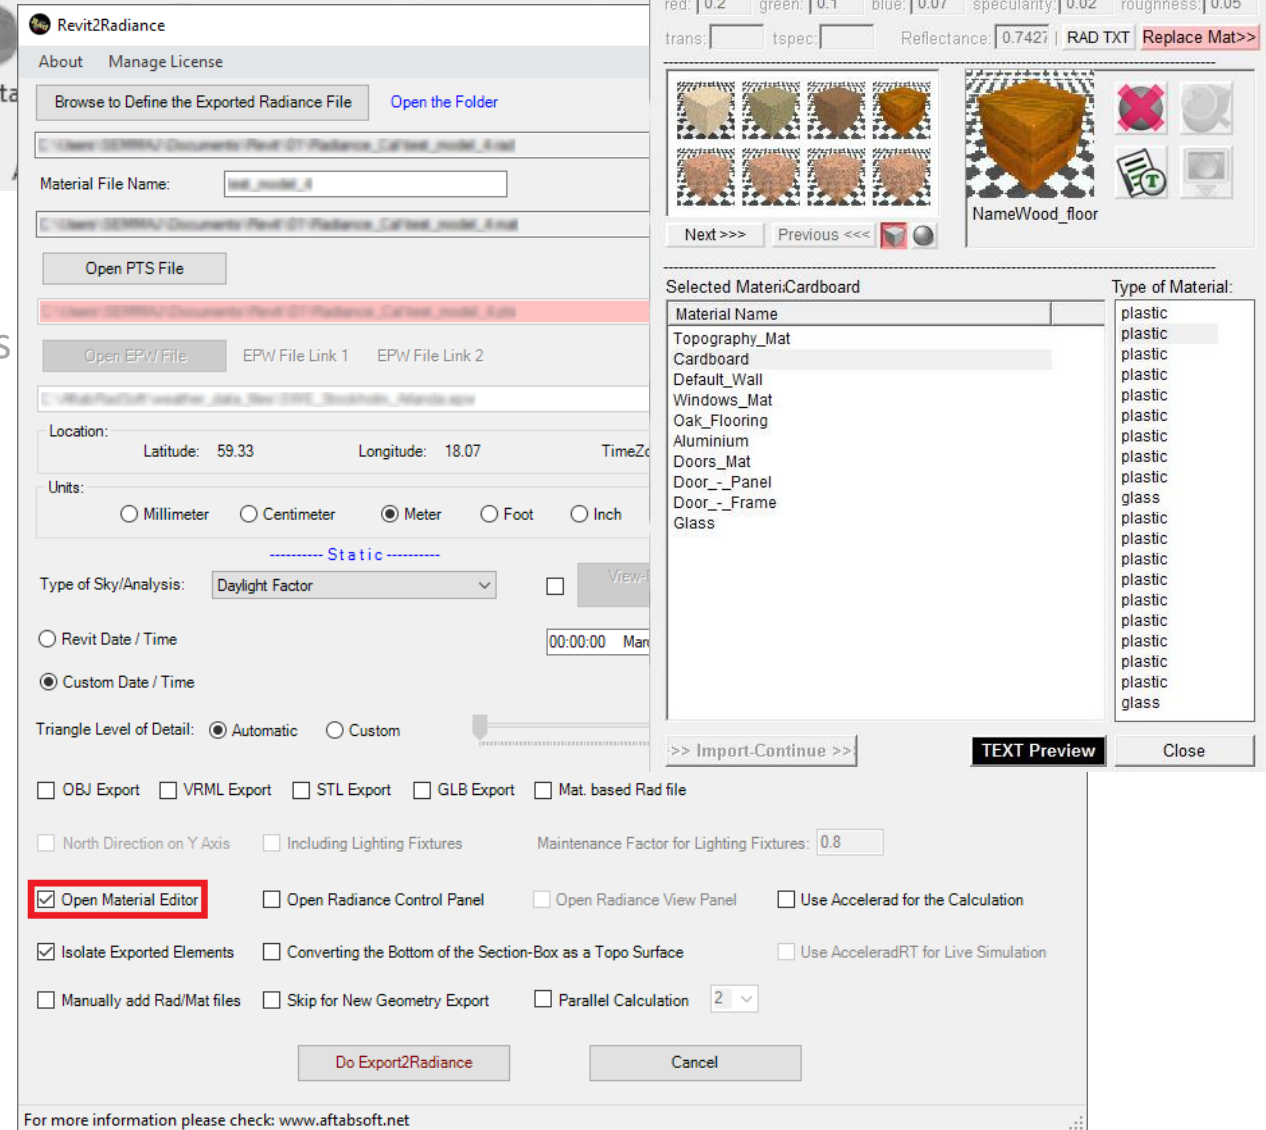 Revit2Radiance
About Manage License
Browse to Define the Exported Radiance File Open the Folder
Material File Name:
Open PTS File
Open EPW File EPW File Link 1 EPW File Link 2
Location:
Latitude: 59.33 Longitude: 18.07 TimeZo
Units:
Millimeter Centimeter Meter Foot Inch
---------- S t a t i c ----------
Type of Sky/Analysis: Daylight Factor View-
Revit Date / Time 00:00:00 Marc
Custom Date / Time
Triangle Level of Detail: Automatic Custom
OBJ Export VRML Export STL Export GLB Export Mat. based Rad file
North Direction on Y Axis Including Lighting Fixtures Maintenance Factor for Lighting Fixtures: 0.8
Open Material Editor Open Radiance Control Panel Open Radiance View Panel Use Accelerad for the Calculation
Isolate Exported Elements Converting the Bottom of the Section-Box as a Topo Surface Use AcceleradRT for Live Simulation
Manually add Rad/Mat files Skip for New Geometry Export Parallel Calculation 2
Do Export2Radiance Cancel
For more information please check: www.aftabsoft.net
red: 0.2 green: 0.1 blue: 0.07 specularity: 0.02 roughness: 0.05
trans: tspec: Reflectance: 0.7427 | RAD TXT Replace Mat>>
NameWood_floor
Next >>> Previous <<<
Selected Materi:Cardboard Type of Material:
Material Name
Topography_Mat
Cardboard
Default_Wall
Windows_Mat
Oak_Flooring
Aluminium
Doors_Mat
Door_-_Panel
Door_-_Frame
Glass
plastic
plastic
plastic
plastic
plastic
plastic
plastic
plastic
plastic
glass
plastic
plastic
plastic
plastic
plastic
plastic
plastic
plastic
plastic
glass
>> Import-Continue >> TEXT Preview Close